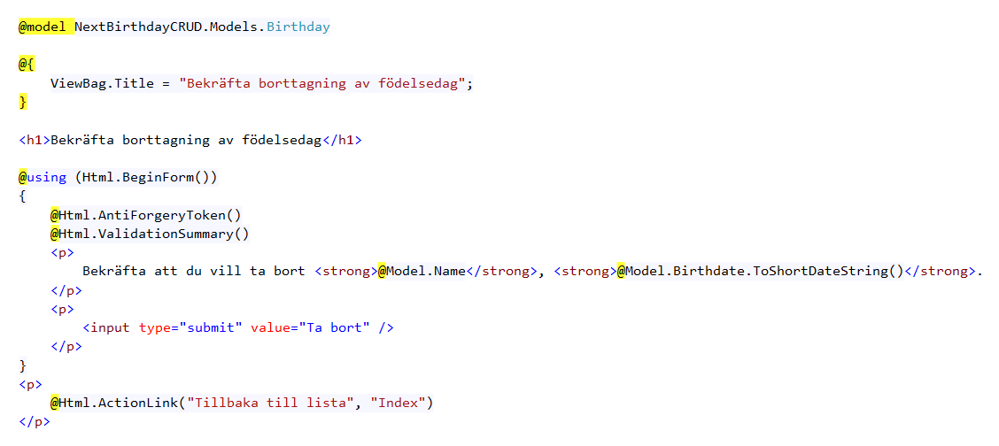 @model NextBirthdayCRUD.Models.Birthday
@{
    ViewBag.Title = "Bekräfta borttagning av födelsedag";
}
<h1>Bekräfta borttagning av födelsedag</h1>
@using (Html.BeginForm())
{
    @Html.AntiForgeryToken()
    @Html.ValidationSummary()
    <p>
        Bekräfta att du vill ta bort <strong>@Model.Name</strong>, <strong>@Model.Birthdate.ToShortDateString()</strong>.
    </p>
    <p>
        <input type="submit" value="Ta bort" />
    </p>
}
<p>
    @Html.ActionLink("Tillbaka till lista", "Index")
</p>